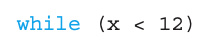 while (x < 12)